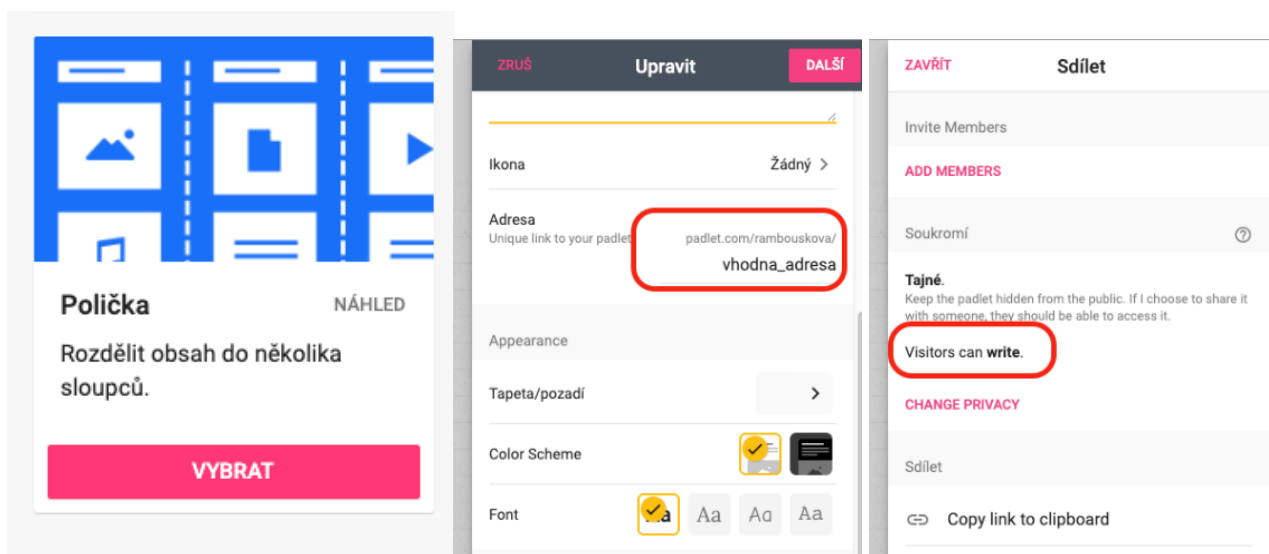 Polička
NÁHLED
Rozdělit obsah do několika
sloupců.
VYBRAT
ZRUŠ
Upravit
DALŠÍ
Ikona
Žádný
Adresa
Unique link to your padlet
padlet.com/rambouskova/
vhodna_adresa
Appearance
Tapeta/pozadí
Color Scheme
Font
Aa
Aa
Aa
ZAVŘÍT
Sdílet
Invite Members
ADD MEMBERS
Soukromí
Tajné.
Keep the padlet hidden from the public. If I choose to share it
with someone, they should be able to access it.
Visitors can write.
CHANGE PRIVACY
Sdílet
Copy link to clipboard